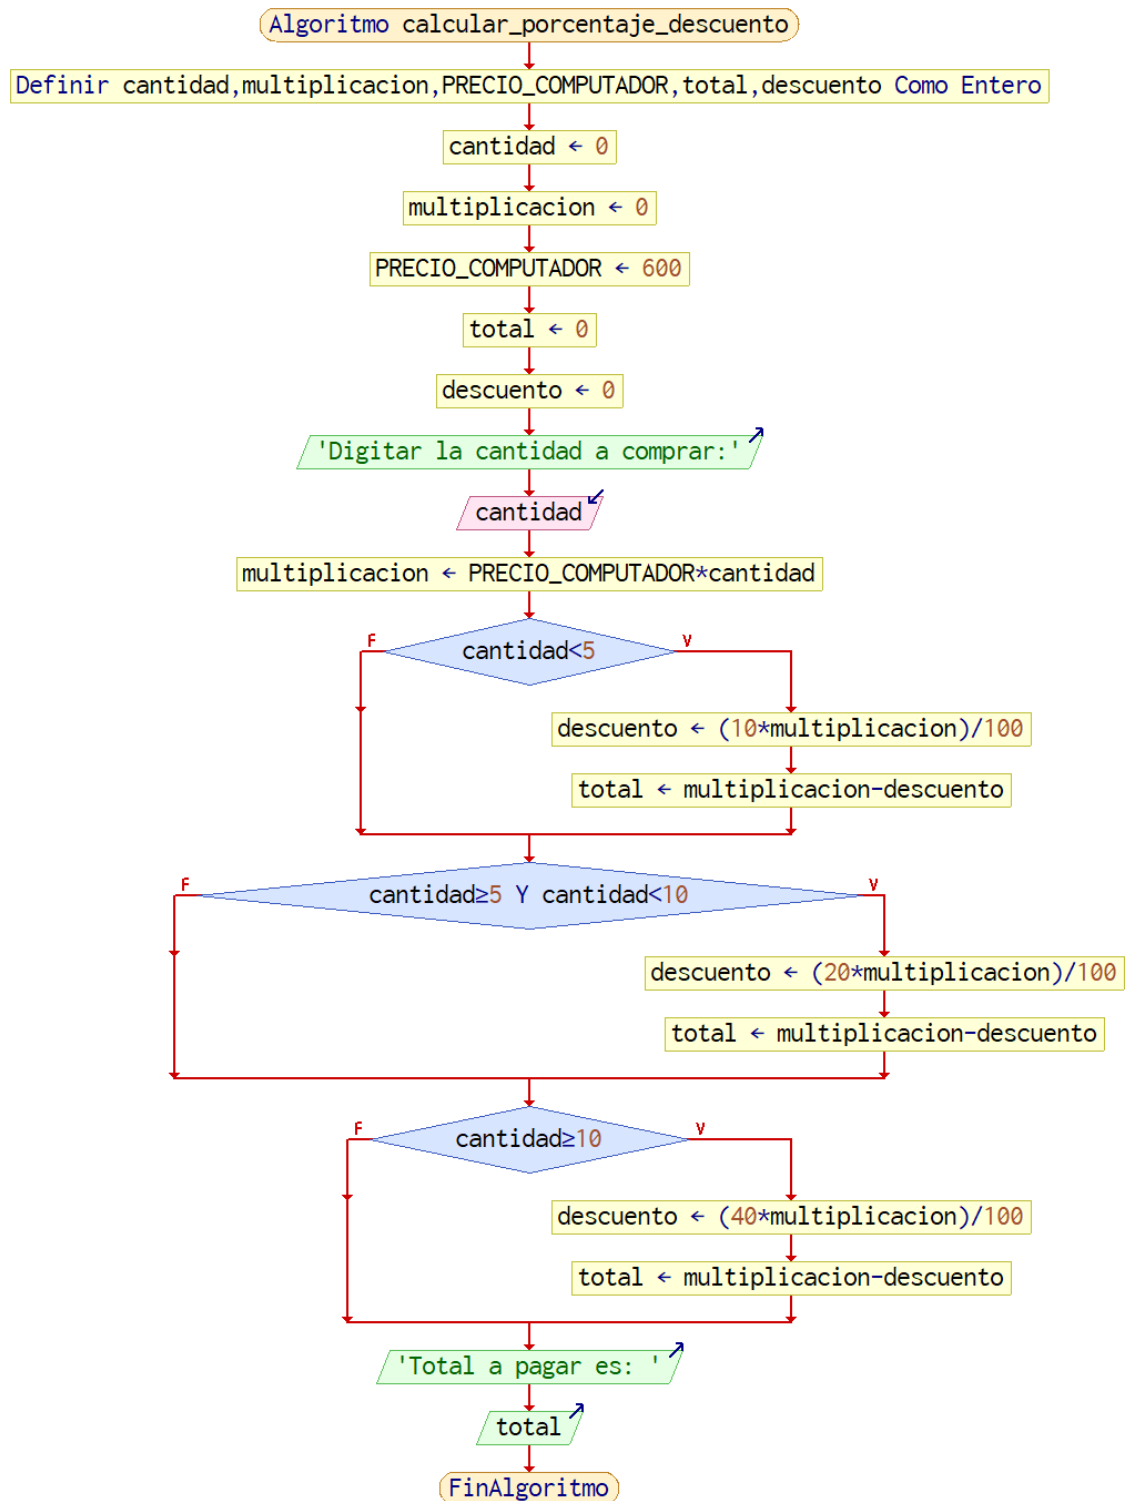 Algoritmo calcular_porcentaje_descuento
Definir cantidad,multiplicacion,PRECIO_COMPUTADOR,total,descuento Como Entero
cantidad ← 0
multiplicacion ← 0
PRECIO_COMPUTADOR ← 600
total ← 0
descuento ← 0
'Digitar la cantidad a comprar:'
cantidad
multiplicacion ← PRECIO_COMPUTADOR*cantidad
F
V
cantidad<5
descuento ← (10*multiplicacion)/100
total ← multiplicacion-descuento
F
V
cantidad≥5 Y cantidad<10
descuento ← (20*multiplicacion)/100
total ← multiplicacion-descuento
F
V
cantidad≥10
descuento ← (40*multiplicacion)/100
total ← multiplicacion-descuento
'Total a pagar es: '
total
FinAlgoritmo